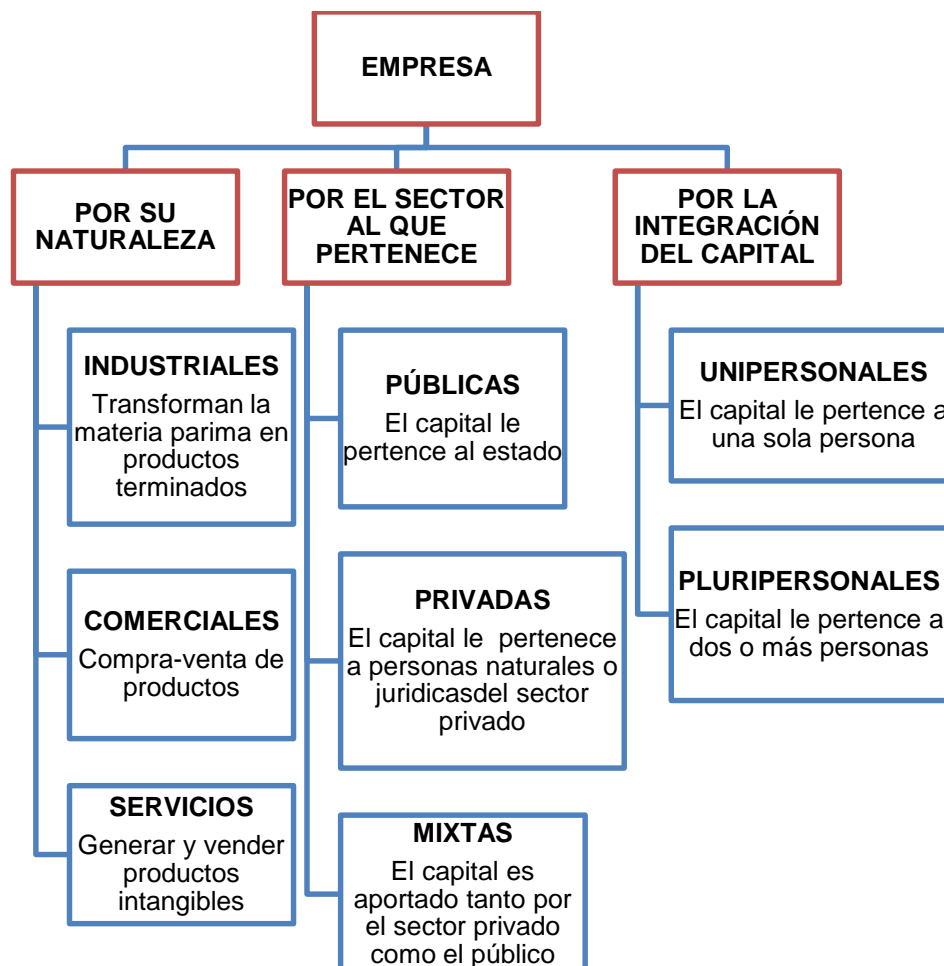 EMPRESA
POR SU
NATURALEZA
INDUSTRIALES
Transforman la
materia parima en
productos
terminados
COMERCIALES
Compra-venta de
productos
SERVICIOS
Generar y vender
productos
intangibles
POR EL SECTOR
AL QUE
PERTENECE
PÚBLICAS
El capital le
pertence al estado
PRIVADAS
El capital le pertenece
a personas naturales o
juridicasdel sector
privado
MIXTAS
El capital es
aportado tanto por
el sector privado
como el público
POR LA
INTEGRACIÓN
DEL CAPITAL
UNIPERSONALES
El capital le pertence a
una sola persona
PLURIPERSONALES
El capital le pertence a
dos o más personas